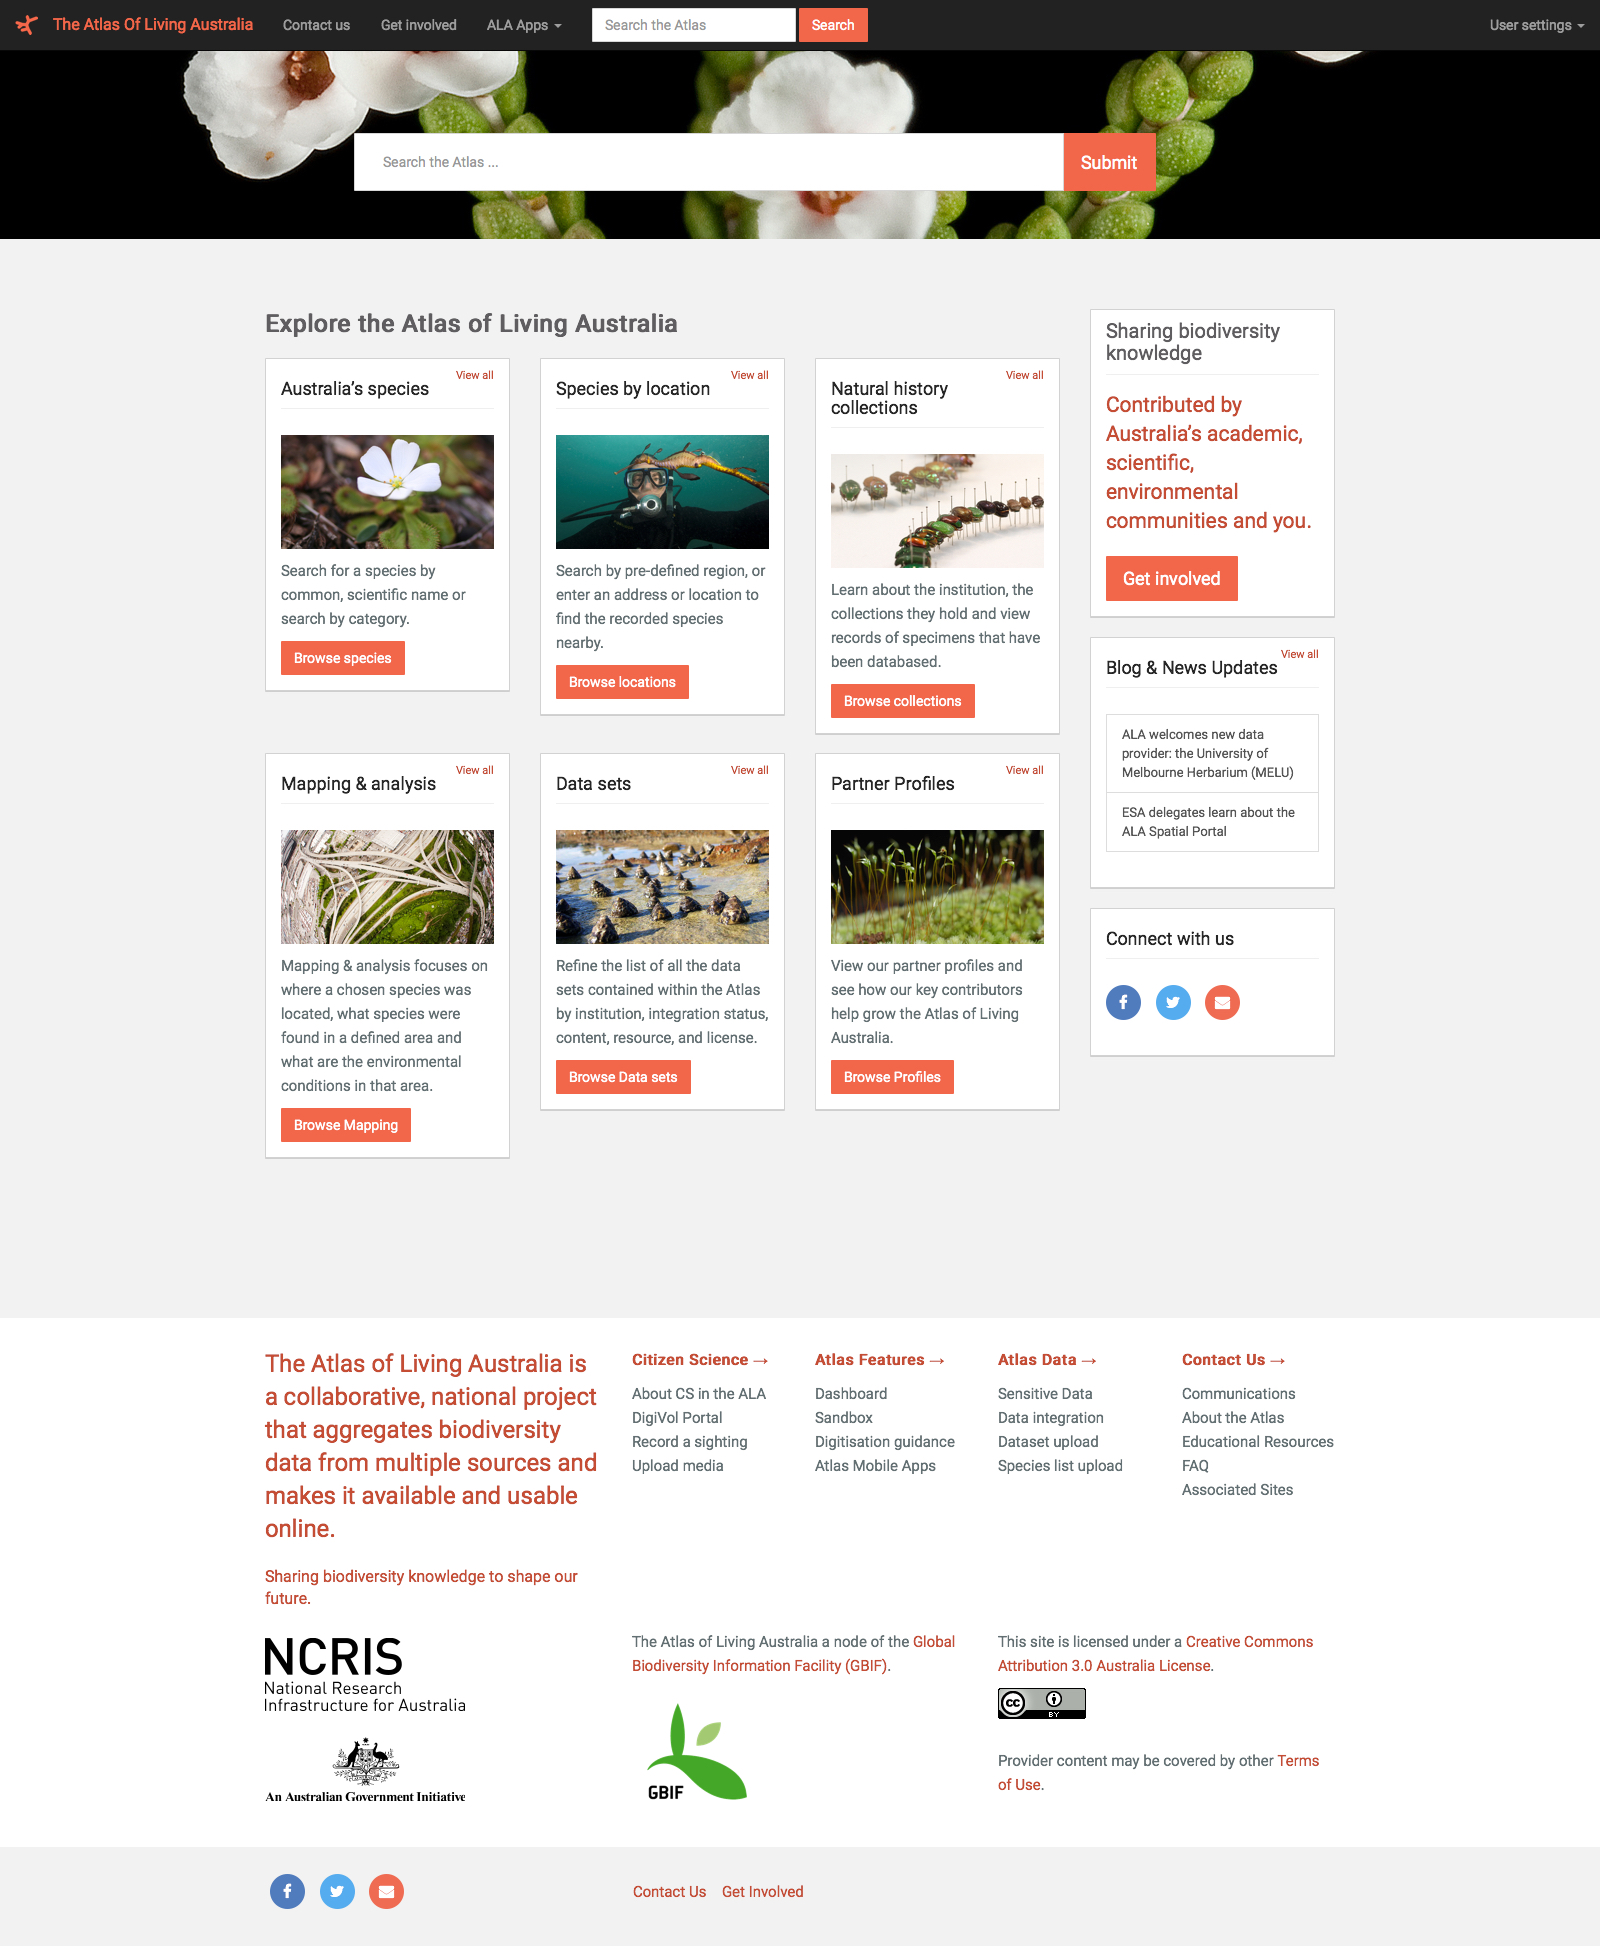 The Atlas Of Living Australia
Contact us
Get involved
ALA Apps
Search the Atlas
Search
User settings
Search the Atlas ...
Submit
Explore the Atlas of Living Australia
Australia’s species
View all
Search for a species by
common, scientific name or
search by category.
Browse species
Species by location
View all
Search by pre-defined region, or
enter an address or location to
find the recorded species
nearby.
Browse locations
Natural history
collections
View all
Learn about the institution, the
collections they hold and view
records of specimens that have
been databased.
Browse collections
Mapping & analysis
View all
Mapping & analysis focuses on
where a chosen species was
located, what species were
found in a defined area and
what are the environmental
conditions in that area.
Browse Mapping
Data sets
View all
Refine the list of all the data
sets contained within the Atlas
by institution, integration status,
content, resource, and license.
Browse Data sets
Partner Profiles
View all
View our partner profiles and
see how our key contributors
help grow the Atlas of Living
Australia.
Browse Profiles
Sharing biodiversity
knowledge
Contributed by
Australia’s academic,
scientific,
environmental
communities and you.
Get involved
Blog & News Updates
View all
ALA welcomes new data
provider: the University of
Melbourne Herbarium (MELU)
ESA delegates learn about the
ALA Spatial Portal
Connect with us
The Atlas of Living Australia is
a collaborative, national project
that aggregates biodiversity
data from multiple sources and
makes it available and usable
online.
Sharing biodiversity knowledge to shape our
future.
Citizen Science →
About CS in the ALA
DigiVol Portal
Record a sighting
Upload media
Atlas Features →
Dashboard
Sandbox
Digitisation guidance
Atlas Mobile Apps
Atlas Data →
Sensitive Data
Data integration
Dataset upload
Species list upload
Contact Us →
Communications
About the Atlas
Educational Resources
FAQ
Associated Sites
NCRIS
National Research
Infrastructure for Australia
An Australian Government Initiative
The Atlas of Living Australia a node of the Global
Biodiversity Information Facility (GBIF).
GBIF
This site is licensed under a Creative Commons
Attribution 3.0 Australia License.
cc
BY
Provider content may be covered by other Terms
of Use.
Contact Us
Get Involved